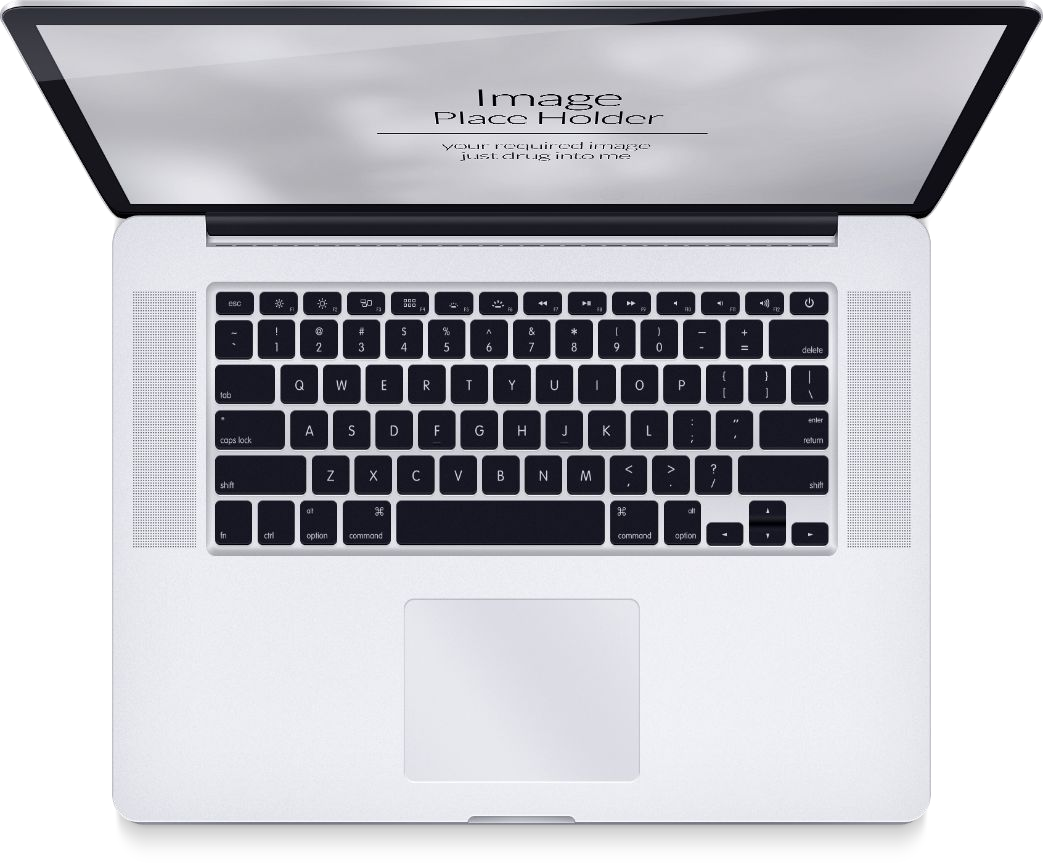 Image
Place Holder
your required image
just drug into me
esc F1 F2 F3 F4 F5 F6 F7 F8 F9 F10 F11 F12
~ ! @ # $ % ^ & * ( ) — +
` 1 2 3 4 5 6 7 8 9 0 - = delete
tab Q W E R T Y U I O P { [ } ] | \
caps lock A S D F G H J K L : ; " , enter return
shift Z X C V B N M < , > . ? / shift
fn ctrl alt option ⌘ command ⌘ command alt option ◄ ▲ ▼ ►